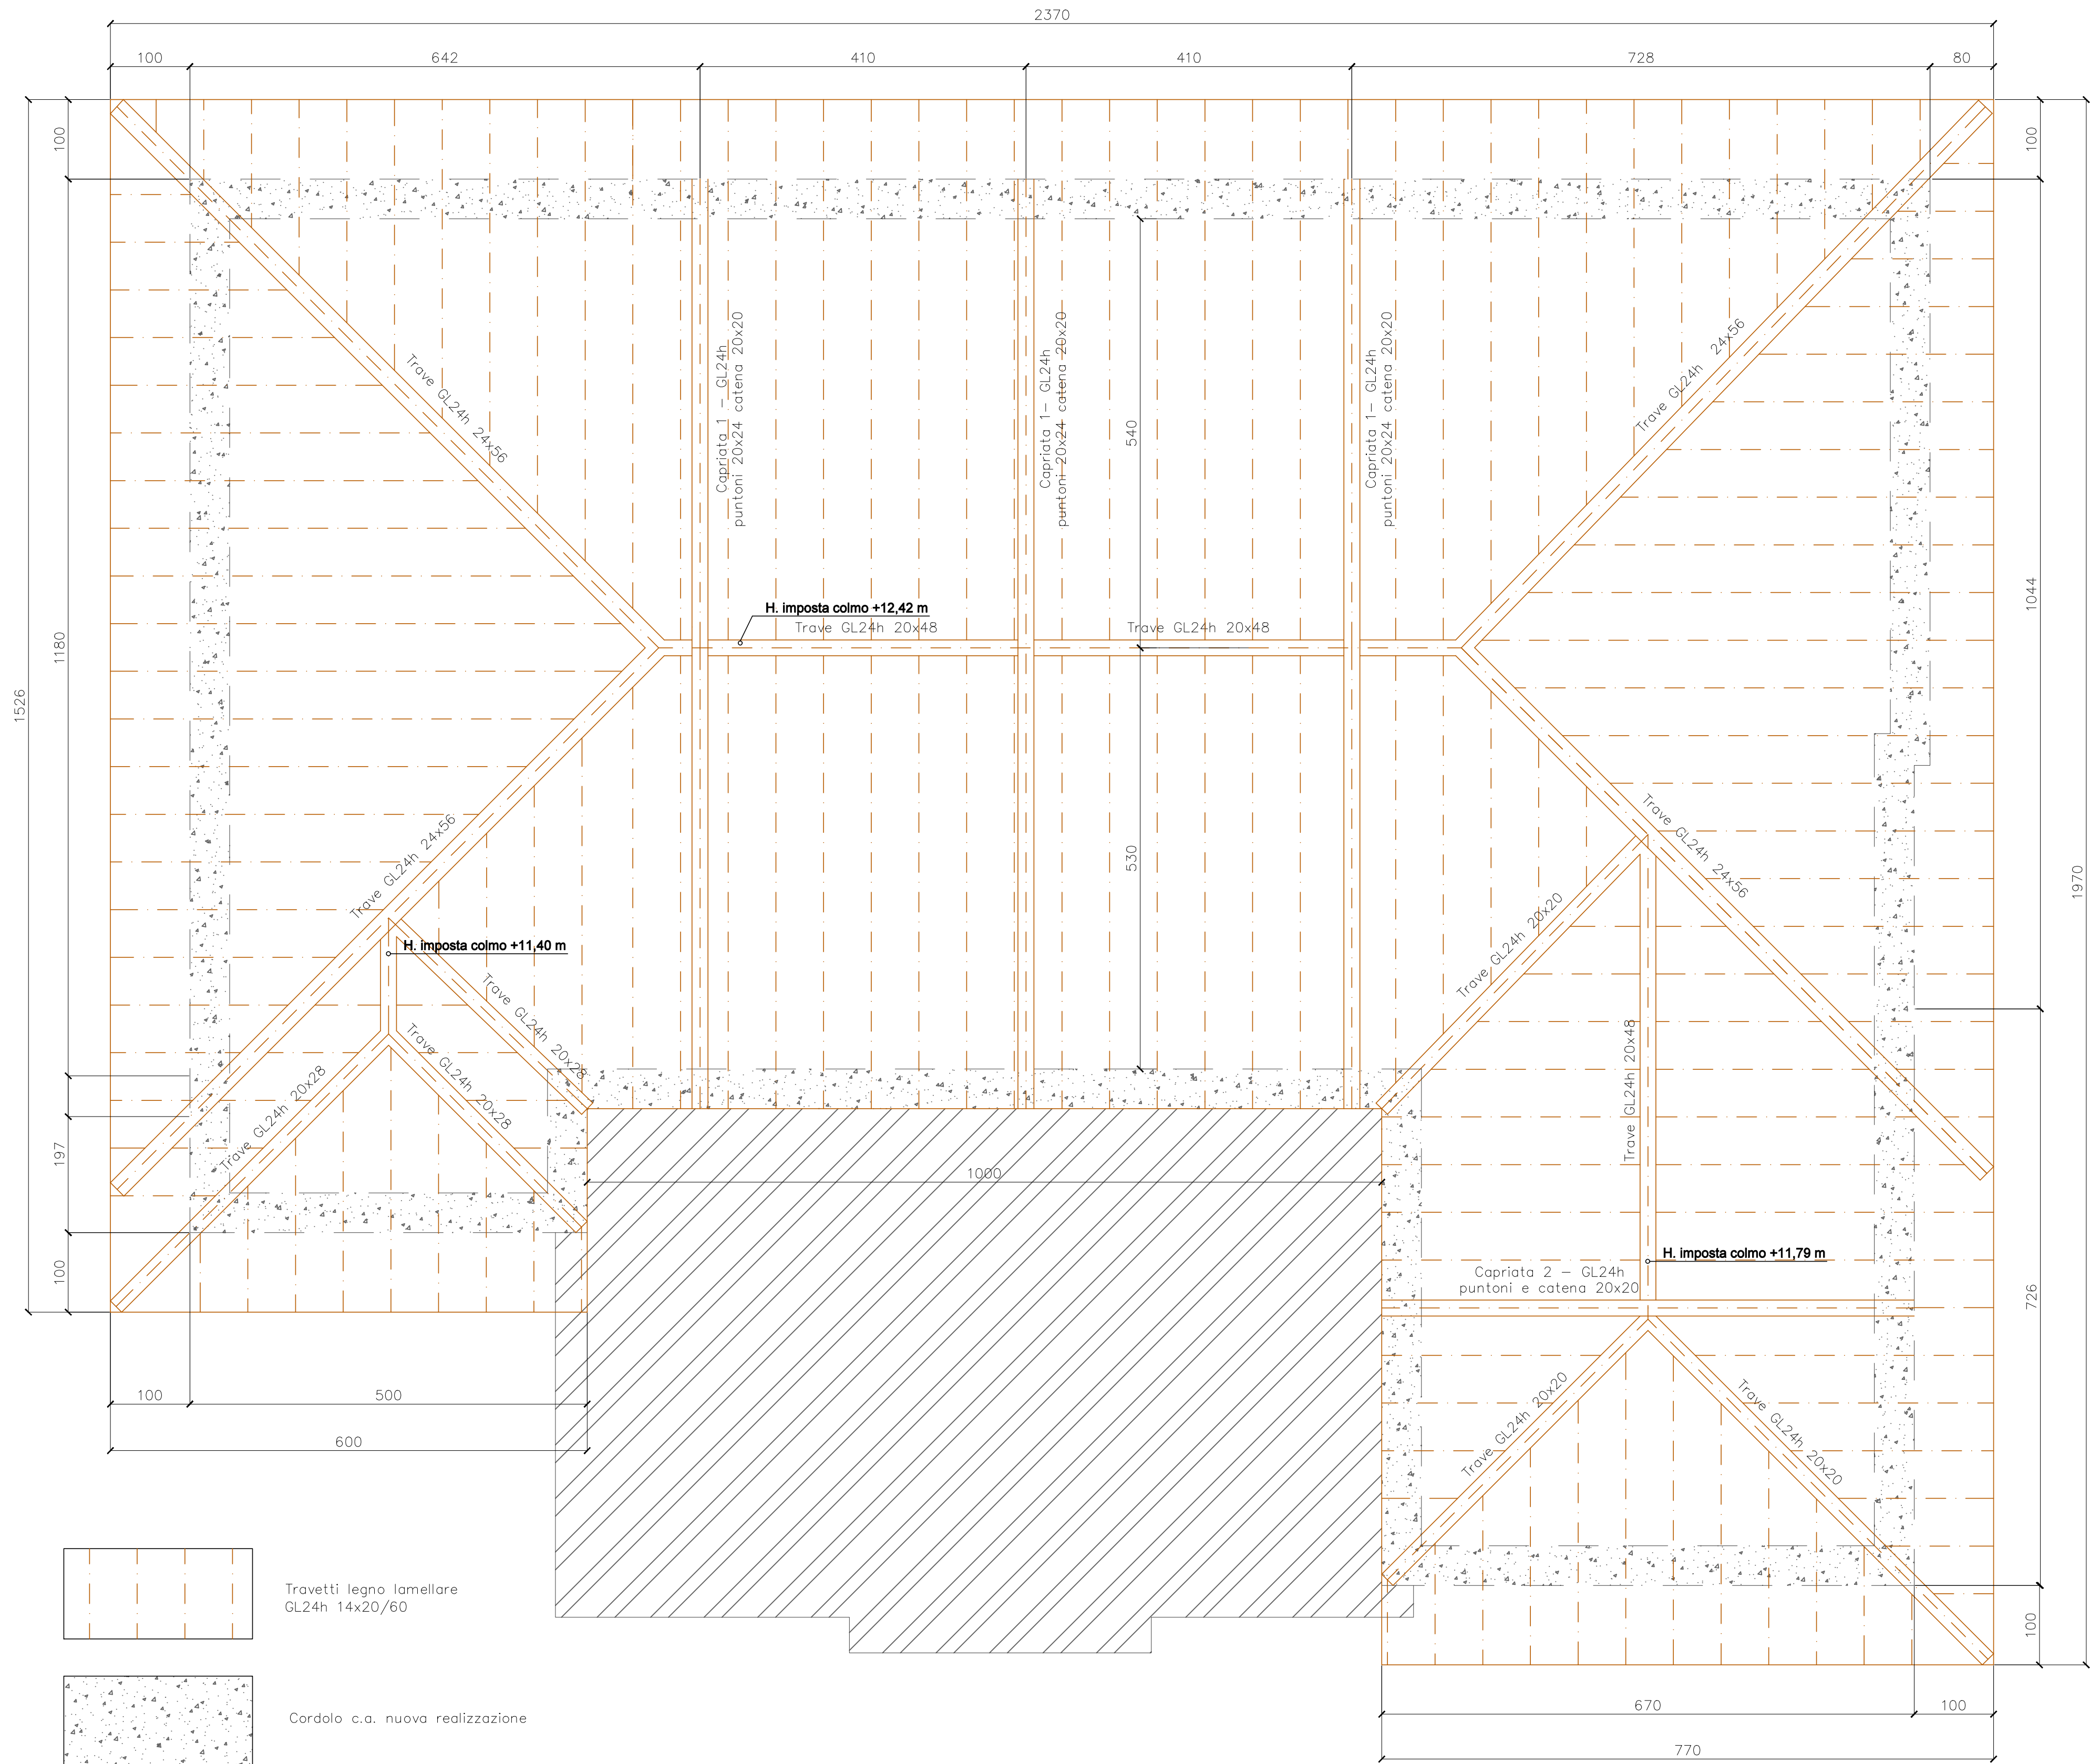 2370
100
642
410
410
728
80
100
100
Trave GL24h 24x56
Capriata 1 - GL24h
puntoni 20x24 catena 20x20
Capriata 1- GL24h
puntoni 20x24 catena 20x20
Capriata 1- GL24h
puntoni 20x24 catena 20x20
Trave GL24h 24x56
540
1044
H. imposta colmo +12,42 m
Trave GL24h 20x48
Trave GL24h 20x48
1180
1526
1970
Trave GL24h 24x56
530
Trave GL24h 24x56
Trave GL24h 20x20
H. imposta colmo +11,40 m
Trave GL24h 20x28
Trave GL24h 20x28
Trave GL24h 20x28
Trave GL24h 20x48
197
1000
100
H. imposta colmo +11,79 m
Capriata 2 - GL24h
puntoni e catena 20x20
726
100
500
600
Trave GL24h 20x20
Trave GL24h 20x20
Travetti legno lamellare
GL24h 14x20/60
100
Cordolo c.a. nuova realizzazione
670
100
770